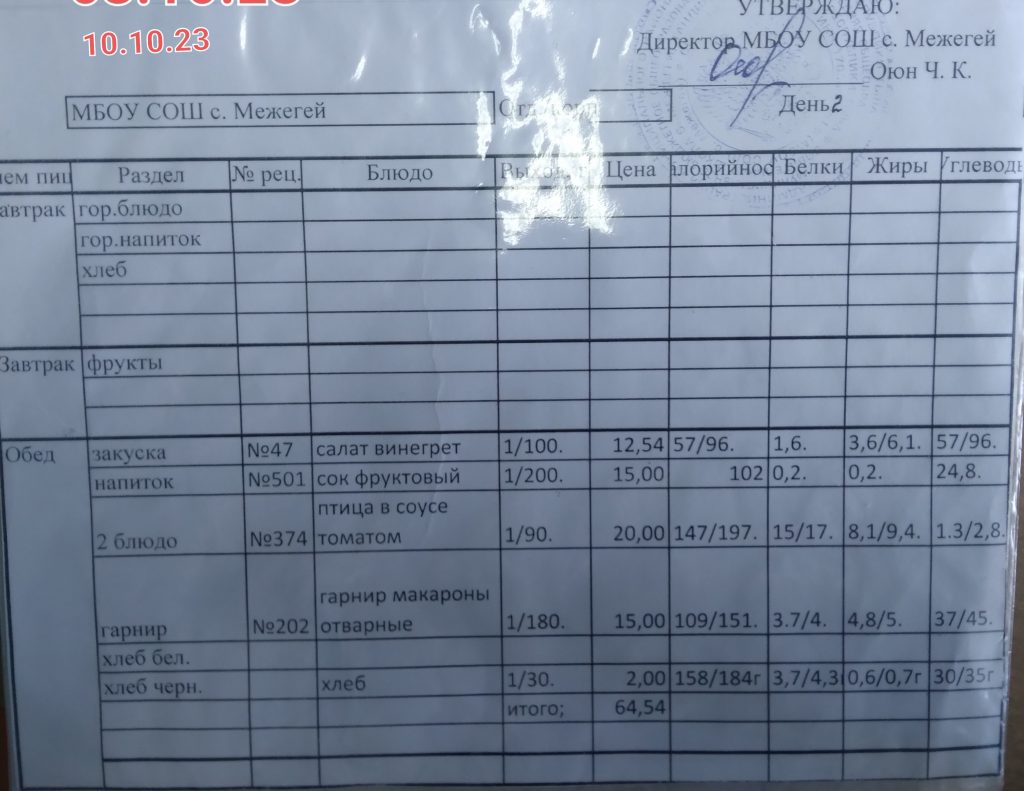 10.10.23
УТВЕРЖДАЮ:
Директор МБОУ СОШ с. Межегей
Оюн Ч. К.
МБОУ СОШ с. Межегей
День 2
Раздел № рец. Блюдо Цена Белки Жиры
гор.блюдо
гор.напиток
хлеб
Завтрак фрукты
Обед закуска №47 салат винегрет 1/100. 12,54 57/96. 1,6. 3,6/6,1. 57/96.
напиток №501 сок фруктовый 1/200. 15,00 102 0,2. 0,2. 24,8.
птица в соусе
2 блюдо №374 томатом 1/90. 20,00 147/197. 15/17. 8,1/9,4. 1.3/2,8.
гарнир макароны
гарнир №202 отварные 1/180. 15,00 109/151. 3.7/4. 4,8/5. 37/45.
хлеб бел.
хлеб черн. хлеб 1/30. 2,00 158/184г 3,7/4,3 0,6/0,7г 30/35г
итого; 64,54